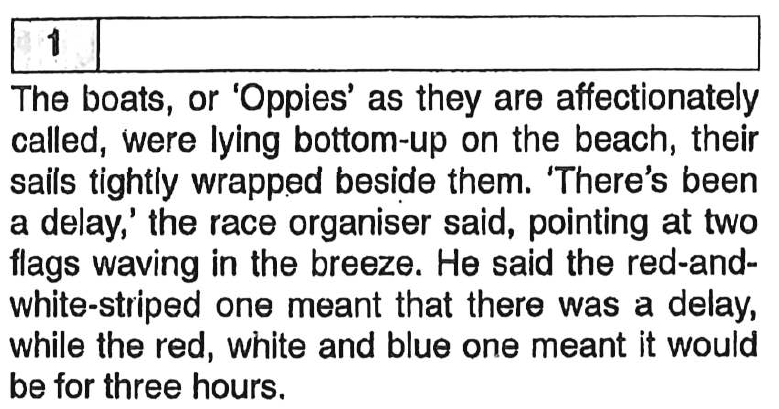 1
The boats, or 'Oppies' as they are affectionately
called, were lying bottom-up on the beach, their
sails tightly wrapped beside them. 'There's been
a delay,' the race organiser said, pointing at two
flags waving in the breeze. He said the red-and-
white-striped one meant that there was a delay,
while the red, white and blue one meant it would
be for three hours.